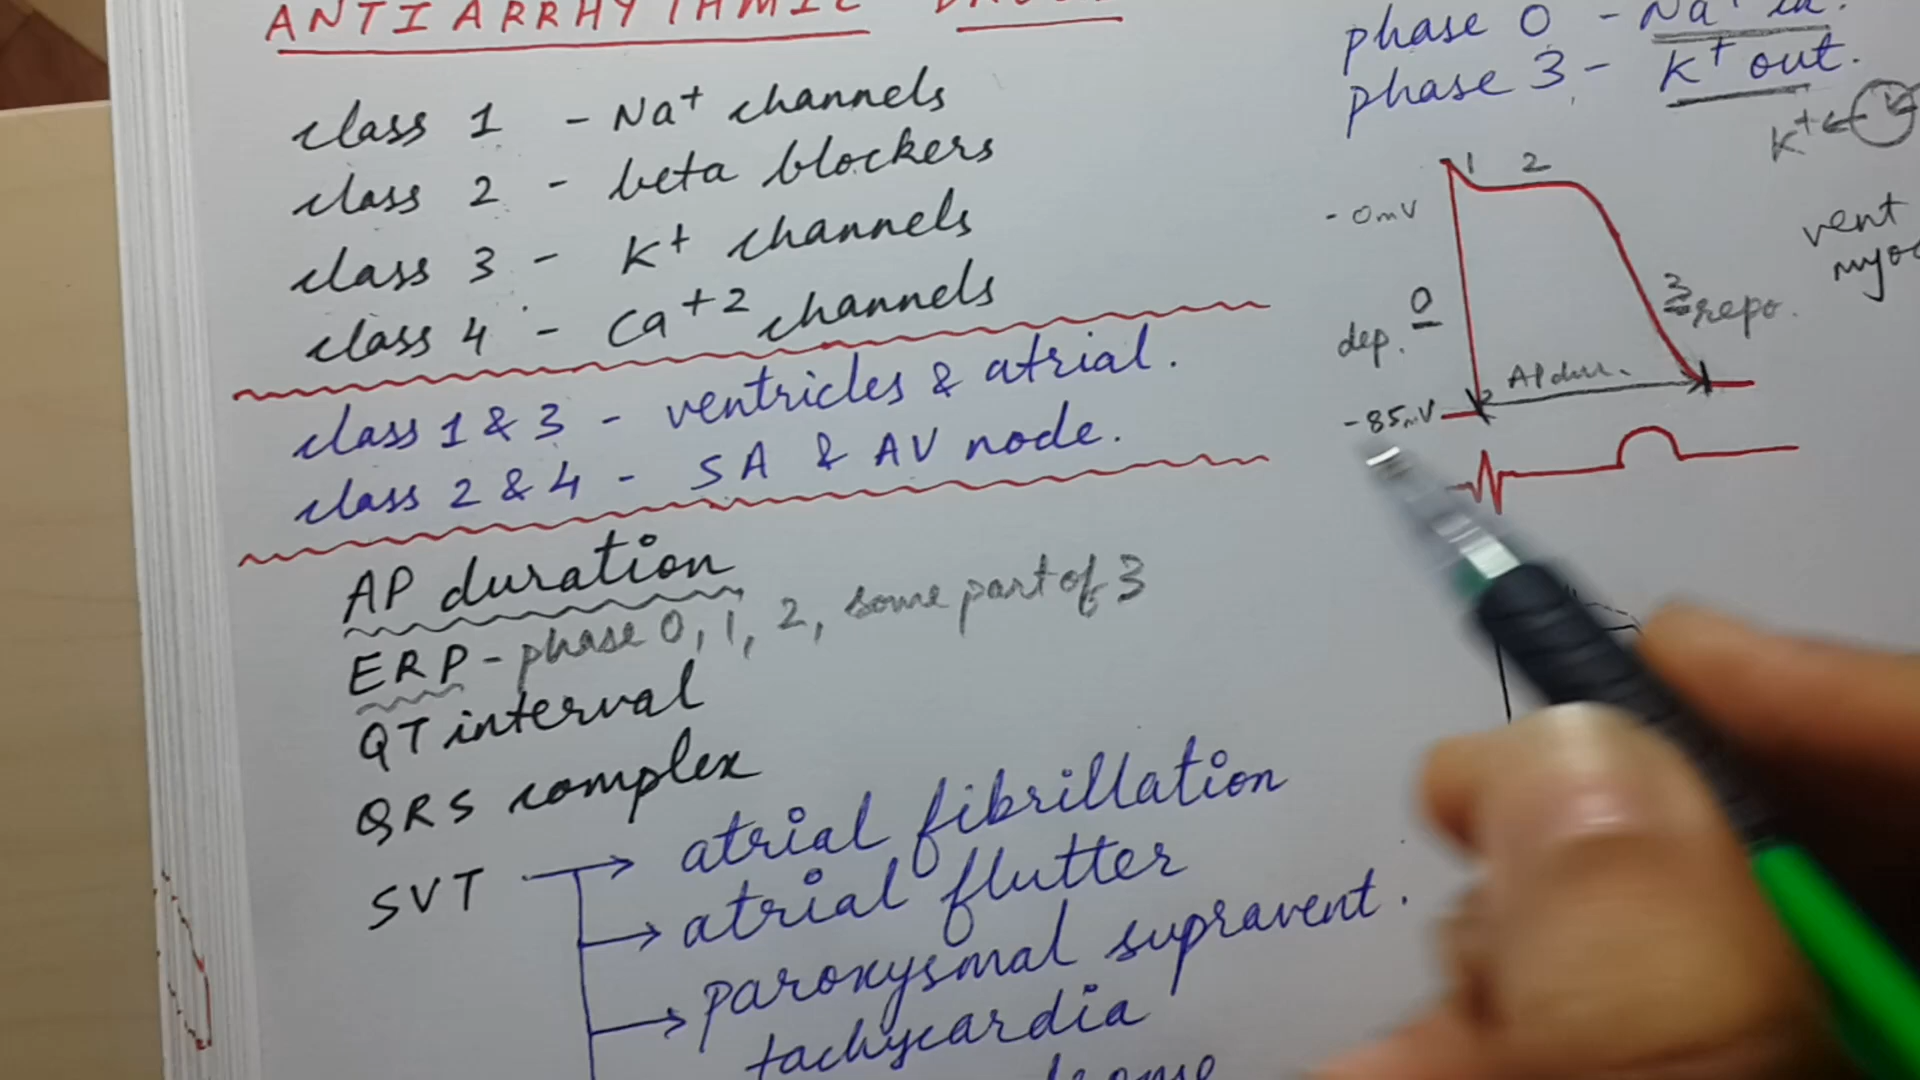 ANTIARRHYTHMIC
class 1 - Na+ channels
class 2 - beta blockers
class 3 - K+ channels
class 4 - Ca+2 channels
class 1 & 3 - ventricles & atrial.
class 2 & 4 - SA & AV node.
AP duration
ERP - phase 0, 1, 2, some part of 3
QT interval
QRS complex
SVT → atrial fibrillation
→ atrial flutter
→ paroxysmal supravent.
tachycardia
phase 0 - Na+ in.
phase 3 - K+ out.
K+
1 2
- 0mV
vent
0
dep.
3
repo.
AP dur.
-85mV